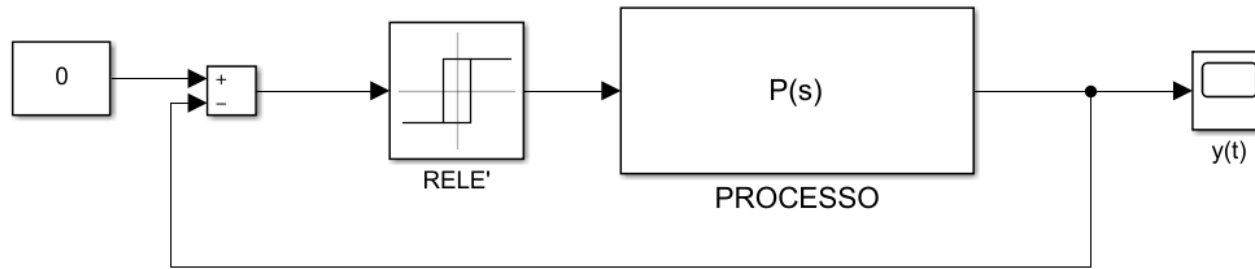 0
+
−
RELE'
P(s)
PROCESSO
y(t)